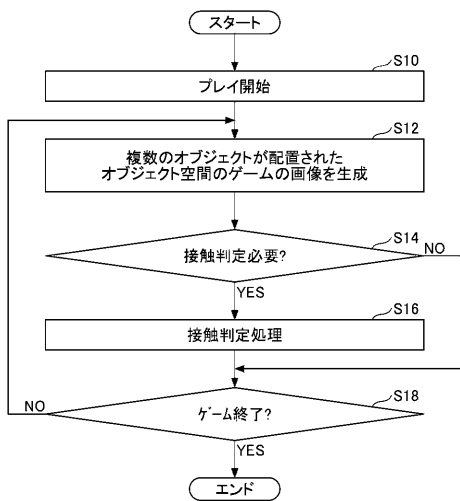 スタート
S10
プレイ開始
S12
複数のオブジェクトが配置された
オブジェクト空間のゲームの画像を生成
S14
接触判定必要?
NO
YES
S16
接触判定処理
S18
NO
ゲーム終了?
YES
エンド